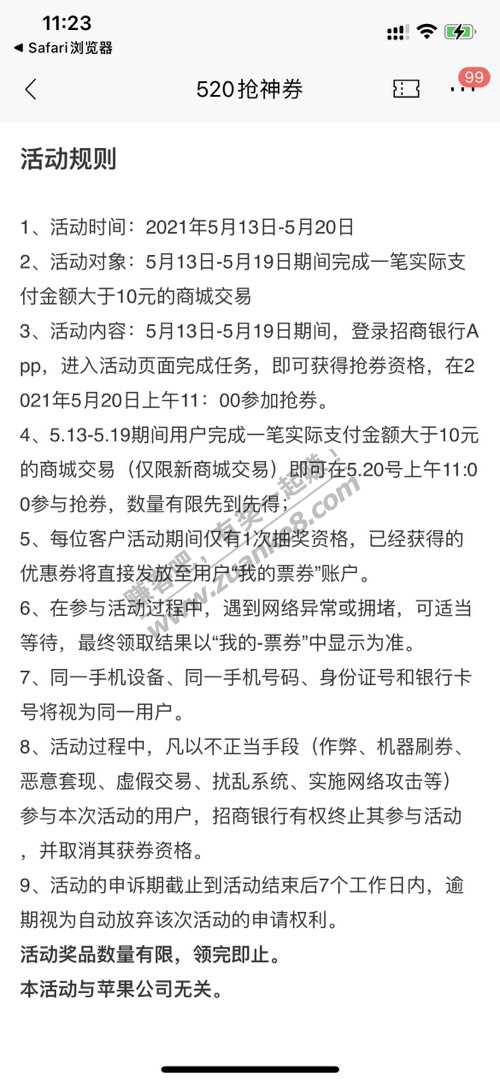 11:23
Safari浏览器
520抢神券
99
活动规则
1、活动时间：2021年5月13日-5月20日
2、活动对象：5月13日-5月19日期间完成一笔实际支
付金额大于10元的商城交易
3、活动内容：5月13日-5月19日期间，登录招商银行A
pp，进入活动页面完成任务，即可获得抢券资格，在2
021年5月20日上午11：00参加抢券。
4、5.13-5.19期间用户完成一笔实际支付金额大于10元
的商城交易（仅限新商城交易）即可在5.20号上午11:0
0参与抢券，数量有限先到先得；
5、每位客户活动期间仅有1次抽奖资格，已经获得的
优惠券将直接发放至用户“我的票券”账户。
6、在参与活动过程中，遇到网络异常或拥堵，可适当
等待，最终领取结果以“我的-票券”中显示为准。
7、同一手机设备、同一手机号码、身份证号和银行卡
号将视为同一用户。
8、活动过程中，凡以不正当手段（作弊、机器刷券、
恶意套现、虚假交易、扰乱系统、实施网络攻击等）
参与本次活动的用户，招商银行有权终止其参与活动
，并取消其获券资格。
9、活动的申诉期截止到活动结束后7个工作日内，逾
期视为自动放弃该次活动的申请权利。
活动奖品数量有限，领完即止。
本活动与苹果公司无关。
赚客吧，有奖一起赚！
www.zuanke8.com